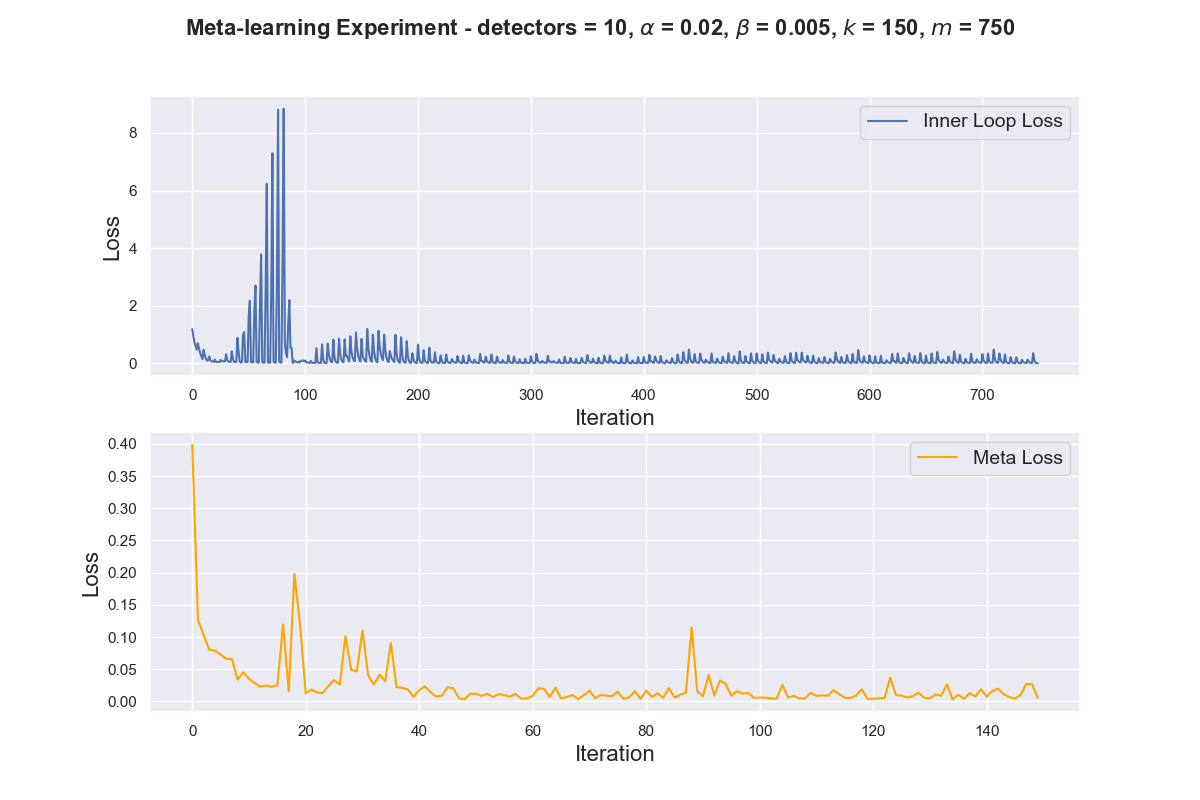 Meta-learning Experiment - detectors = 10, α = 0.02, β = 0.005, k = 150, m = 750
Inner Loop Loss
Loss
8
6
4
2
0
0 100 200 300 400 500 600 700
Iteration
Meta Loss
Loss
0.40
0.35
0.30
0.25
0.20
0.15
0.10
0.05
0.00
0 20 40 60 80 100 120 140
Iteration